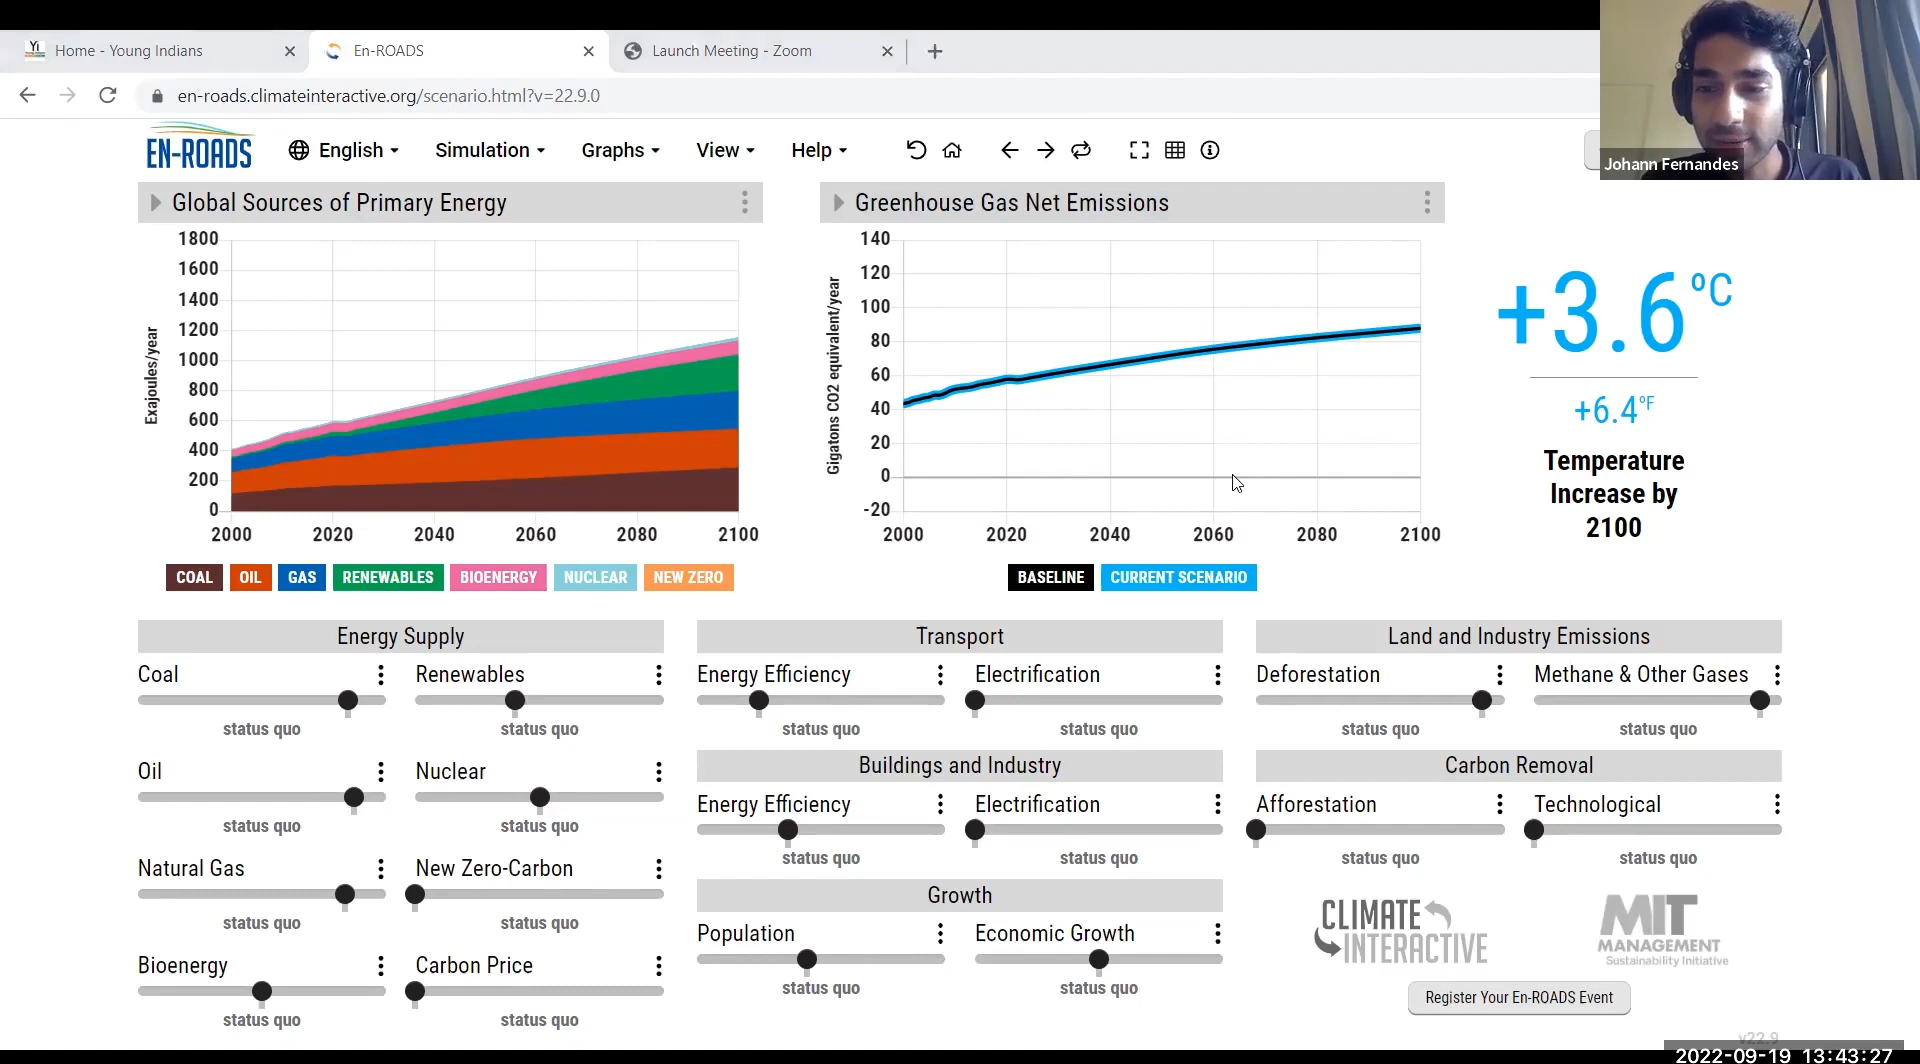 Yi
Home - Young Indians
En-ROADS
Launch Meeting - Zoom
en-roads.climateinteractive.org/scenario.html?v=22.9.0
Johann Fernandes
EN-ROADS
English
Simulation
Graphs
View
Help
Global Sources of Primary Energy
Exajoules/year
1800
1600
1400
1200
1000
800
600
400
200
0
2000 2020 2040 2060 2080 2100
COAL OIL GAS RENEWABLES BIOENERGY NUCLEAR NEW ZERO
Greenhouse Gas Net Emissions
Gigatons CO2 equivalent/year
140
120
100
80
60
40
20
0
-20
2000 2020 2040 2060 2080 2100
BASELINE CURRENT SCENARIO
+3.6 °C
+6.4 °F
Temperature
Increase by
2100
Energy Supply
Coal
status quo
Renewables
status quo
Oil
status quo
Nuclear
status quo
Natural Gas
status quo
New Zero-Carbon
status quo
Bioenergy
status quo
Carbon Price
status quo
Transport
Energy Efficiency
status quo
Electrification
status quo
Buildings and Industry
Energy Efficiency
status quo
Electrification
status quo
Growth
Population
status quo
Economic Growth
status quo
Land and Industry Emissions
Deforestation
status quo
Methane & Other Gases
status quo
Carbon Removal
Afforestation
status quo
Technological
status quo
CLIMATE
INTERACTIVE
MIT
MANAGEMENT
Sustainability Initiative
Register Your En-ROADS Event
v22.9
2022-09-19 13:43:27